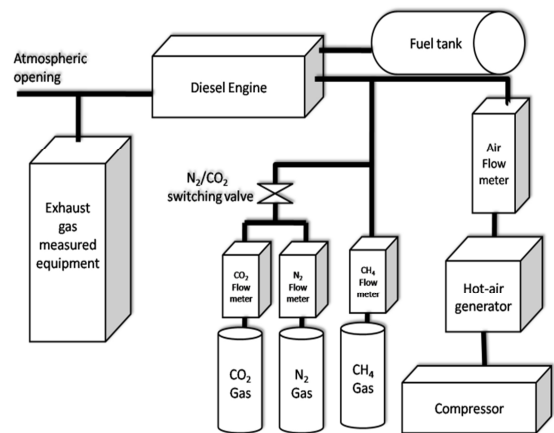 Fuel tank
Atmospheric
opening
Diesel Engine
Air
Flow
meter
N₂/CO₂
switching valve
Exhaust
gas
measured
equipment
CO₂
Flow
meter
N₂
Flow
meter
CH₄
Flow
meter
Hot-air
generator
CO₂
Gas
N₂
Gas
CH₄
Gas
Compressor